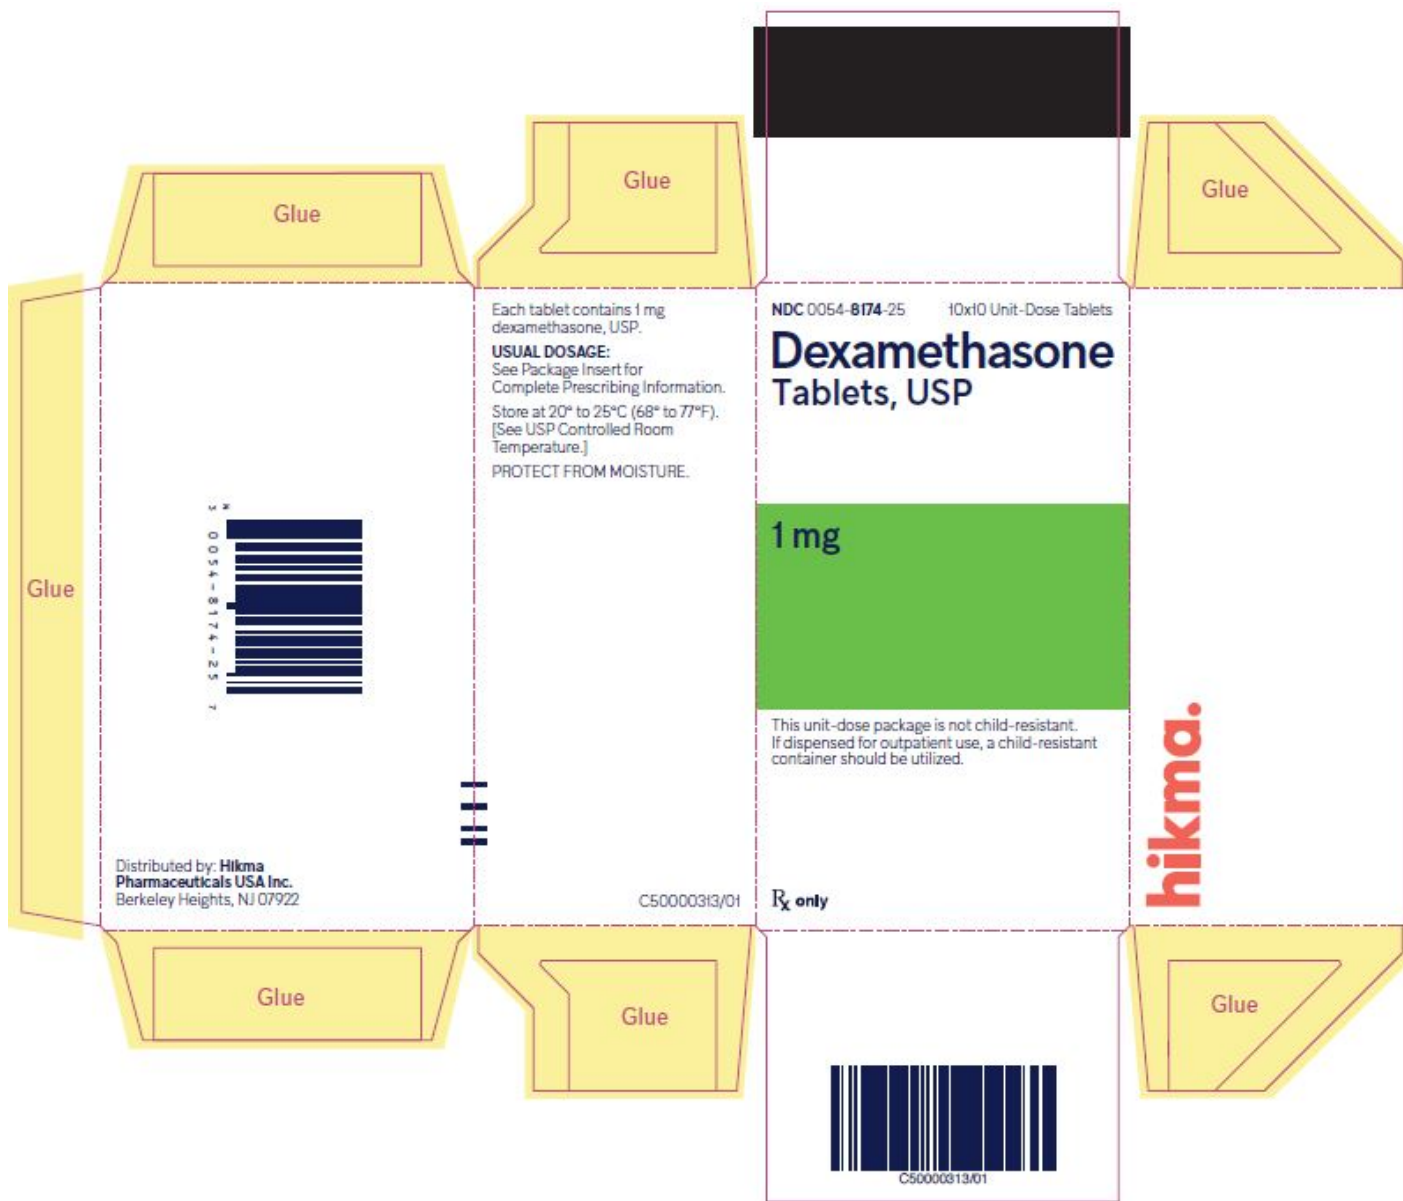 Glue
Glue
Glue
Glue
Each tablet contains 1 mg
dexamethasone, USP.
USUAL DOSAGE:
See Package Insert for
Complete Prescribing Information.
Store at 20° to 25°C (68° to 77°F).
[See USP Controlled Room
Temperature.]
PROTECT FROM MOISTURE.
C50000313/01
NDC 0054-8174-25 10x10 Unit-Dose Tablets
Dexamethasone
Tablets, USP
1 mg
This unit-dose package is not child-resistant.
If dispensed for outpatient use, a child-resistant
container should be utilized.
℞ only
hikma.
N
3 0054-8174-25 7
Distributed by: Hikma
Pharmaceuticals USA Inc.
Berkeley Heights, NJ 07922
Glue
Glue
Glue
C50000313/01